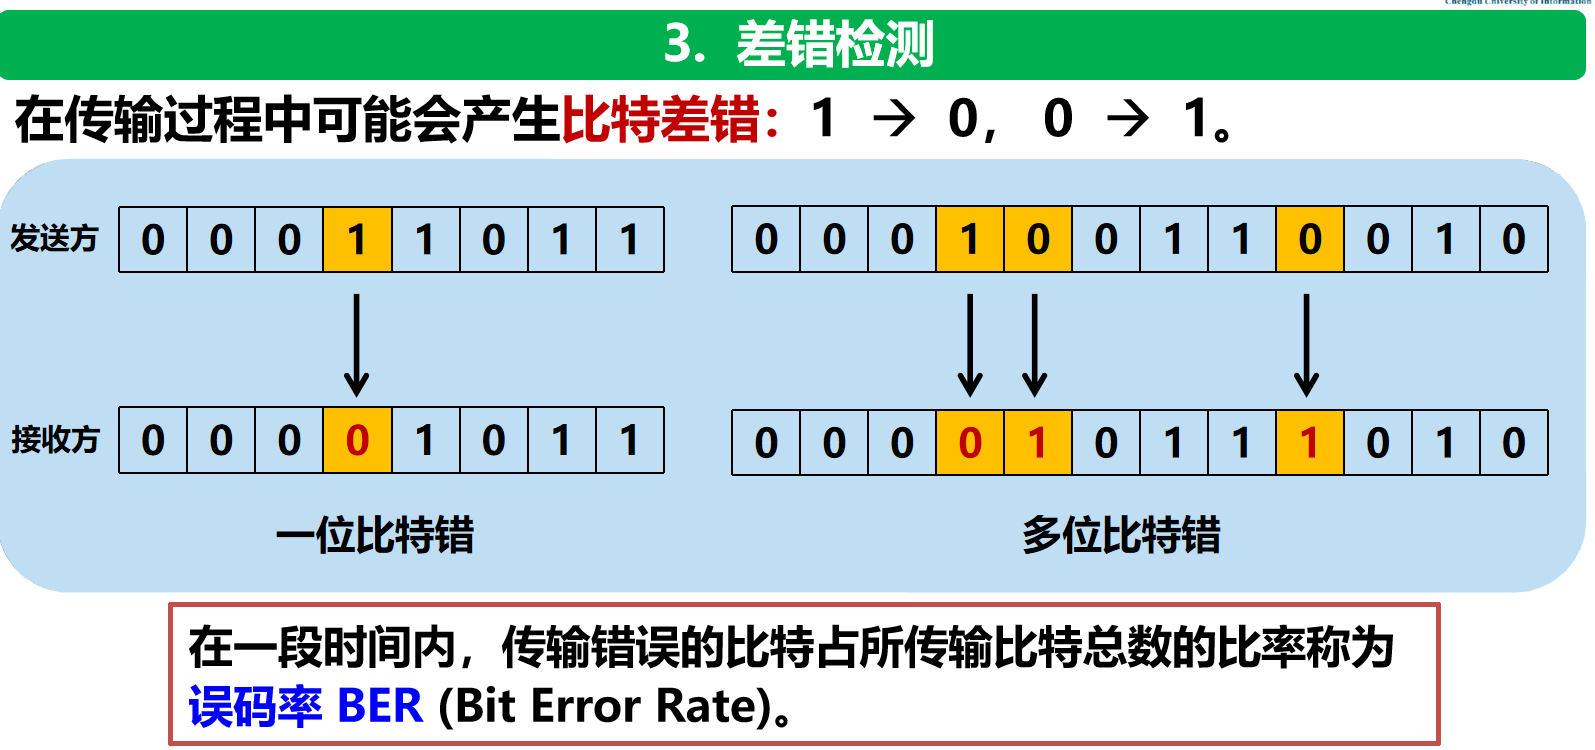 Chengdu University of Information
3. 差错检测
在传输过程中可能会产生比特差错：1 → 0， 0 → 1。
发送方 0 0 0 1 1 0 1 1 0 0 0 1 0 0 1 1 0 0 1 0
接收方 0 0 0 0 1 0 1 1 0 0 0 0 1 0 1 1 1 0 1 0
一位比特错 多位比特错
在一段时间内，传输错误的比特占所传输比特总数的比率称为
误码率 BER (Bit Error Rate)。